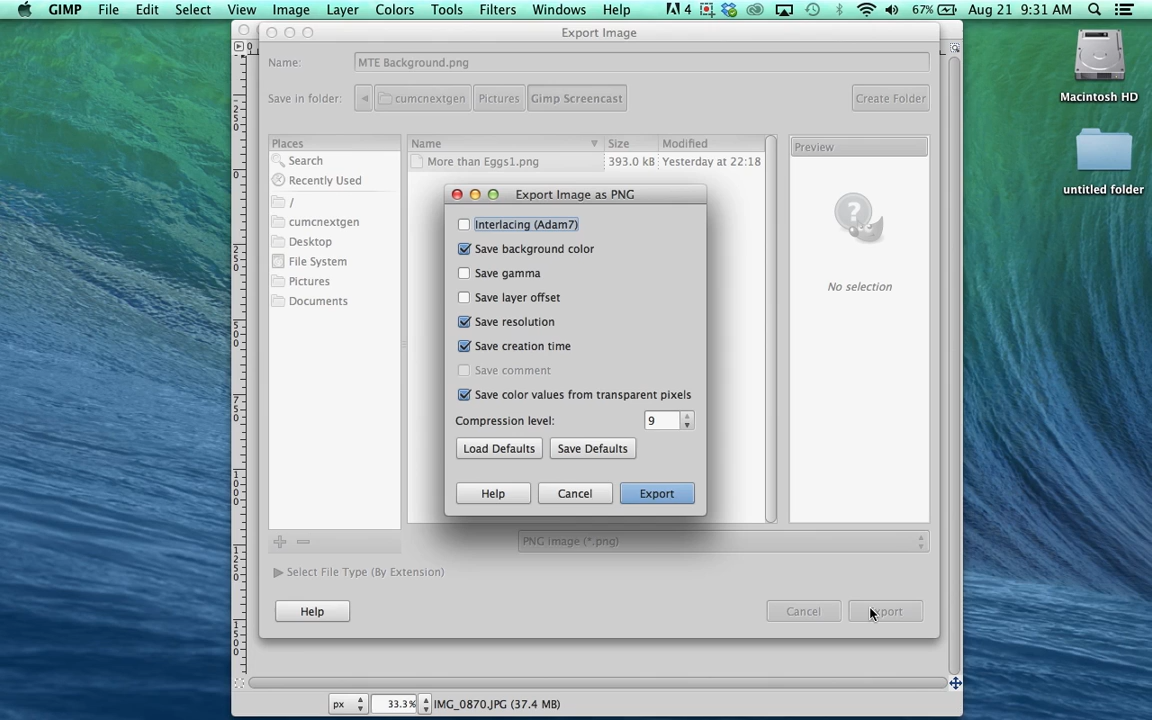 GIMP File Edit Select View Image Layer Colors Tools Filters Windows Help 4 67% Aug 21 9:31 AM
Export Image
Name: MTE Background.png
Save in folder: cumcnextgen Pictures Gimp Screencast Create Folder
Macintosh HD
untitled folder
Places
Search
Recently Used
/
cumcnextgen
Desktop
File System
Pictures
Documents
Name Size Modified
More than Eggs1.png 393.0 kB Yesterday at 22:18
Preview
No selection
Export Image as PNG
Interlacing (Adam7)
Save background color
Save gamma
Save layer offset
Save resolution
Save creation time
Save comment
Save color values from transparent pixels
Compression level: 9
Load Defaults Save Defaults
Help Cancel Export
PNG image (*.png)
Select File Type (By Extension)
Help Cancel Export
px 33.3% IMG_0870.JPG (37.4 MB)